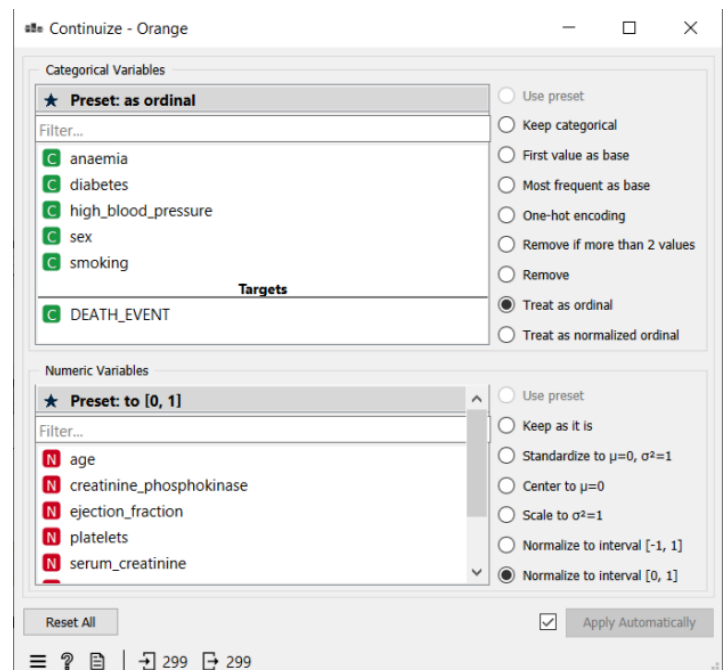 Continuize - Orange
Categorical Variables
Preset: as ordinal
Filter...
C anaemia
C diabetes
C high_blood_pressure
C sex
C smoking
Targets
C DEATH_EVENT
Use preset
Keep categorical
First value as base
Most frequent as base
One-hot encoding
Remove if more than 2 values
Remove
Treat as ordinal
Treat as normalized ordinal
Numeric Variables
Preset: to [0, 1]
Filter...
N age
N creatinine_phosphokinase
N ejection_fraction
N platelets
N serum_creatinine
Use preset
Keep as it is
Standardize to μ=0, σ²=1
Center to μ=0
Scale to σ²=1
Normalize to interval [-1, 1]
Normalize to interval [0, 1]
Reset All
Apply Automatically
? 299 299